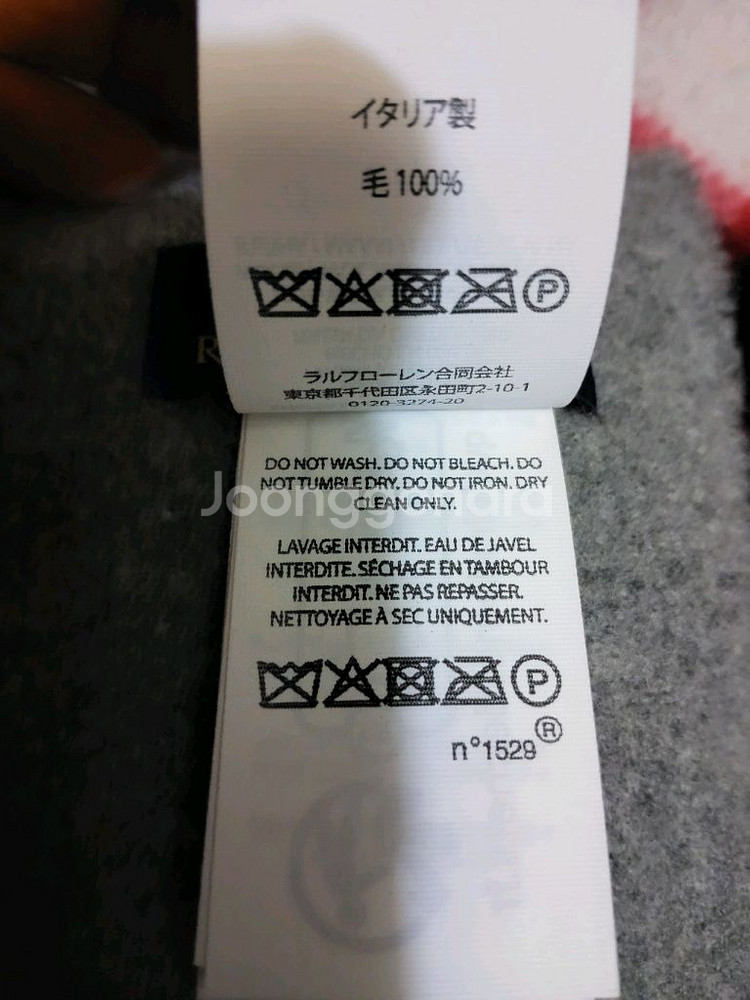 イタリア製
毛100%
P
ラルフローレン合同会社
東京都千代田区永田町2-10-1
0120-3274-20
R
DO NOT WASH. DO NOT BLEACH. DO
NOT TUMBLE DRY. DO NOT IRON. DRY
CLEAN ONLY.
Joonggonara
LAVAGE INTERDIT. EAU DE JAVEL
INTERDITE. SÉCHAGE EN TAMBOUR
INTERDIT. NE PAS REPASSER.
NETTOYAGE À SEC UNIQUEMENT.
P
n°1529®